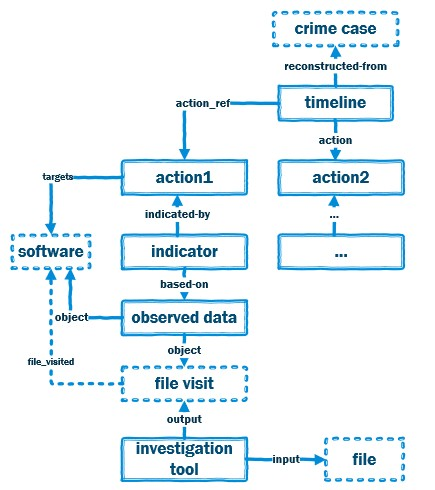 crime case
reconstructed-from
timeline
action_ref
action
action1
action2
targets
indicated-by
...
software
indicator
...
based-on
object
observed data
object
file_visited
file visit
output
investigation
tool
input
file